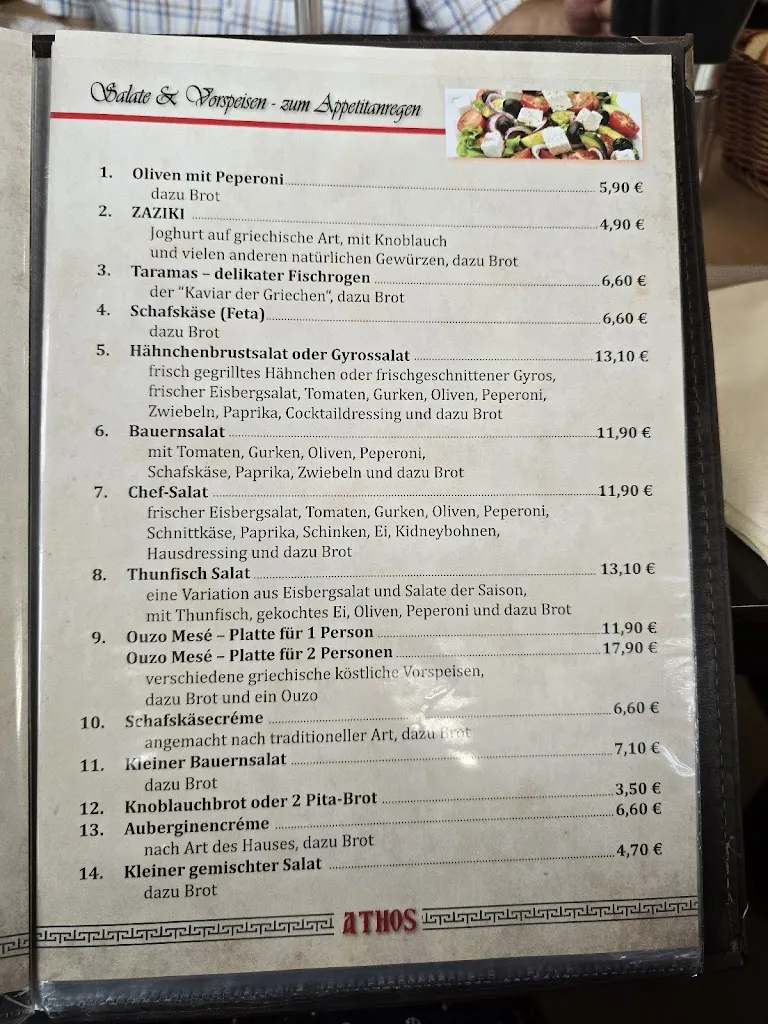 Salate & Vorspeisen - zum Appetitanregen
1. Oliven mit Peperoni 5,90 €
dazu Brot
2. ZAZIKI 4,90 €
Joghurt auf griechische Art, mit Knoblauch
und vielen anderen natürlichen Gewürzen, dazu Brot
3. Taramas – delikater Fischrogen 6,60 €
der "Kaviar der Griechen", dazu Brot
4. Schafskäse (Feta) 6,60 €
dazu Brot
5. Hähnchenbrustsalat oder Gyrossalat 13,10 €
frisch gegrilltes Hähnchen oder frischgeschnittener Gyros,
frischer Eisbergsalat, Tomaten, Gurken, Oliven, Peperoni,
Zwiebeln, Paprika, Cocktaildressing und dazu Brot
6. Bauernsalat 11,90 €
mit Tomaten, Gurken, Oliven, Peperoni,
Schafskäse, Paprika, Zwiebeln und dazu Brot
7. Chef-Salat 11,90 €
frischer Eisbergsalat, Tomaten, Gurken, Oliven, Peperoni,
Schnittkäse, Paprika, Schinken, Ei, Kidneybohnen,
Hausdressing und dazu Brot
8. Thunfisch Salat 13,10 €
eine Variation aus Eisbergsalat und Salate der Saison,
mit Thunfisch, gekochtes Ei, Oliven, Peperoni und dazu Brot
9. Ouzo Mesé – Platte für 1 Person 11,90 €
Ouzo Mesé – Platte für 2 Personen 17,90 €
verschiedene griechische köstliche Vorspeisen,
dazu Brot und ein Ouzo
10. Schafskäsecréme 6,60 €
angemacht nach traditioneller Art, dazu Brot
11. Kleiner Bauernsalat 7,10 €
dazu Brot
12. Knoblauchbrot oder 2 Pita-Brot 3,50 €
13. Auberginencréme 6,60 €
nach Art des Hauses, dazu Brot
14. Kleiner gemischter Salat 4,70 €
dazu Brot
ATHOS